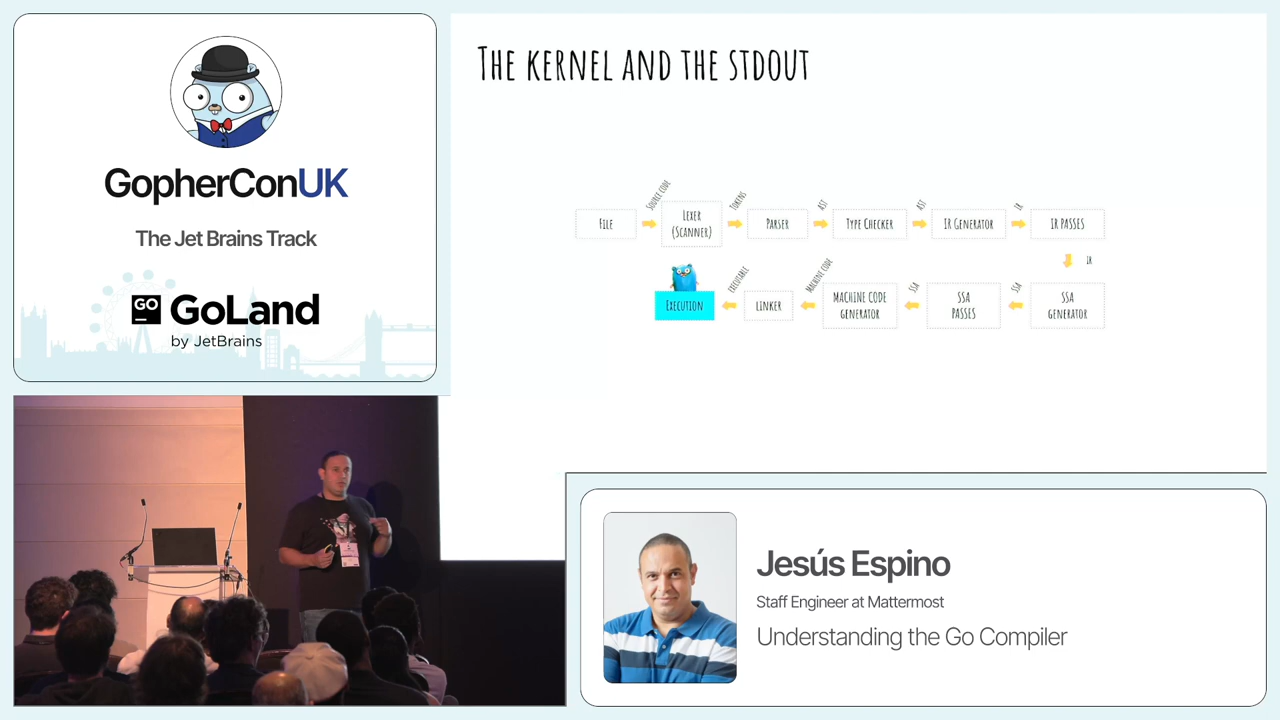 GopherConUK
The Jet Brains Track
GO
GoLand
by JetBrains
THE KERNEL AND THE STDOUT
FILE
SOURCE CODE
LEXER
(SCANNER)
TOKENS
PARSER
AST
TYPE CHECKER
AST
IR GENERATOR
IR
IR PASSES
IR
SSA
GENERATOR
SSA
SSA
PASSES
SSA
MACHINE CODE
GENERATOR
MACHINE CODE
LINKER
EXECUTABLE
EXECUTION
Jesús Espino
Staff Engineer at Mattermost
Understanding the Go Compiler